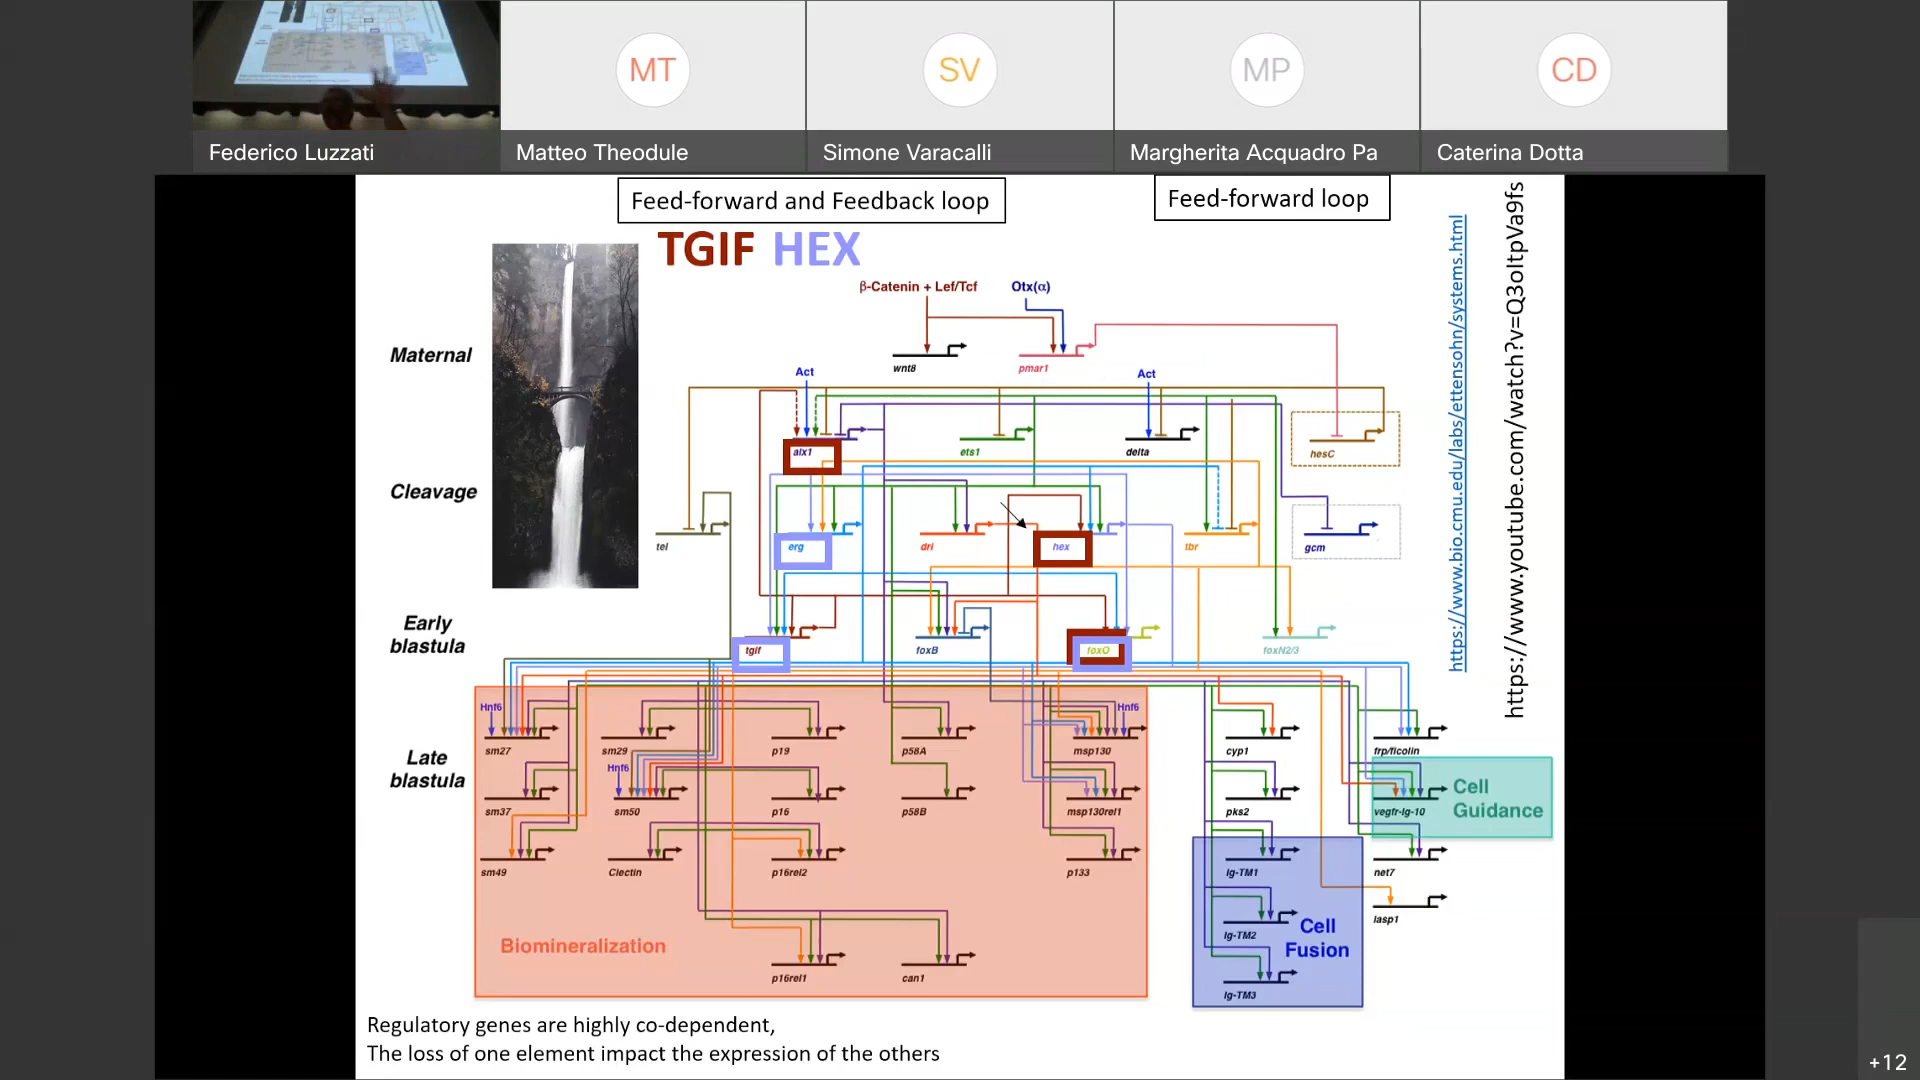 MT
SV
MP
CD
Federico Luzzati
Matteo Theodule
Simone Varacalli
Margherita Acquadro Pa
Caterina Dotta
Feed-forward and Feedback loop
Feed-forward loop
TGIF HEX
https://www.bio.cmu.edu/labs/ettensohn/systems.html
https://www.youtube.com/watch?v=Q3oItpVa9fs
β-Catenin + Lef/Tcf
Otx(α)
Maternal
wnt8
pmar1
Act
Act
alx1
ets1
delta
hesC
Cleavage
tel
erg
dri
hex
tbr
gcm
Early
blastula
tgif
foxB
foxO
foxN2/3
Late
blastula
Hnf6
Hnf6
sm27
sm29
p19
p58A
msp130
cyp1
frp/ficolin
Hnf6
sm37
sm50
p16
p58B
msp130rel1
pks2
vegfr-Ig-10
Cell
Guidance
sm49
Clectin
p16rel2
p133
Ig-TM1
net7
lasp1
Ig-TM2
Cell
Fusion
Biomineralization
p16rel1
can1
Ig-TM3
Regulatory genes are highly co-dependent,
The loss of one element impact the expression of the others
+12